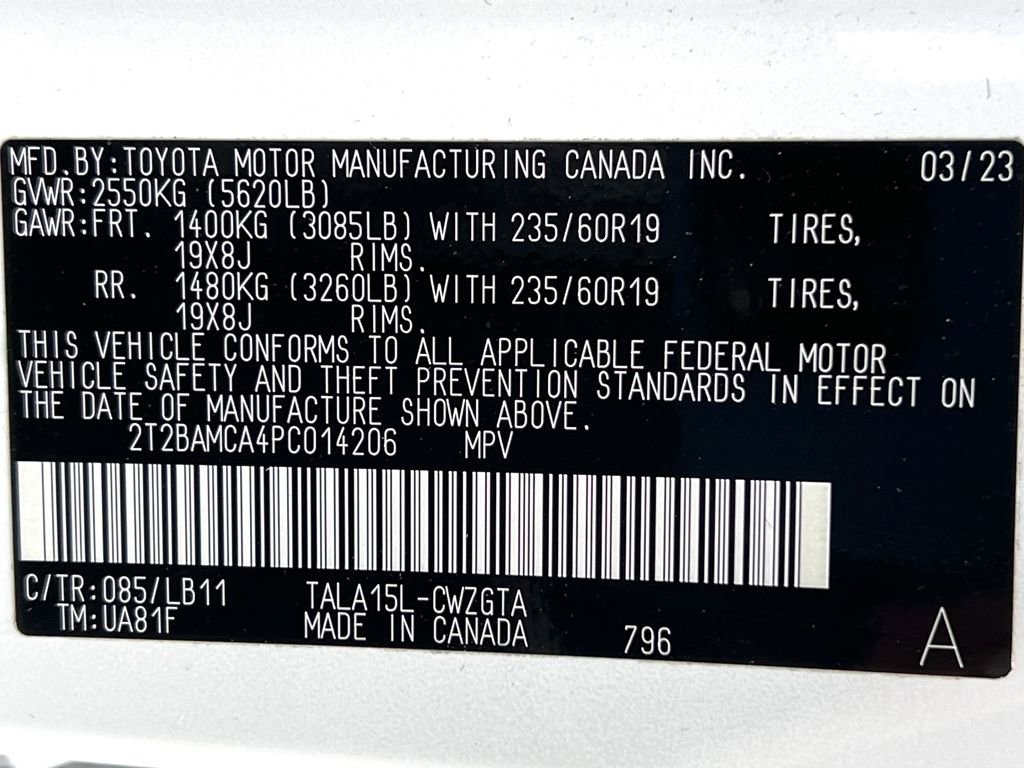 MFD.BY:TOYOTA MOTOR MANUFACTURING CANADA INC. 03/23
GVWR:2550KG (5620LB)
GAWR:FRT. 1400KG (3085LB) WITH 235/60R19 TIRES,
19X8J RIMS.
RR. 1480KG (3260LB) WITH 235/60R19 TIRES,
19X8J RIMS.
THIS VEHICLE CONFORMS TO ALL APPLICABLE FEDERAL MOTOR
VEHICLE SAFETY AND THEFT PREVENTION STANDARDS IN EFFECT ON
THE DATE OF MANUFACTURE SHOWN ABOVE.
2T2BAMCA4PC014206 MPV
C/TR:085/LB11 TALA15L-CWZGTA
TM:UA81F MADE IN CANADA 796 A